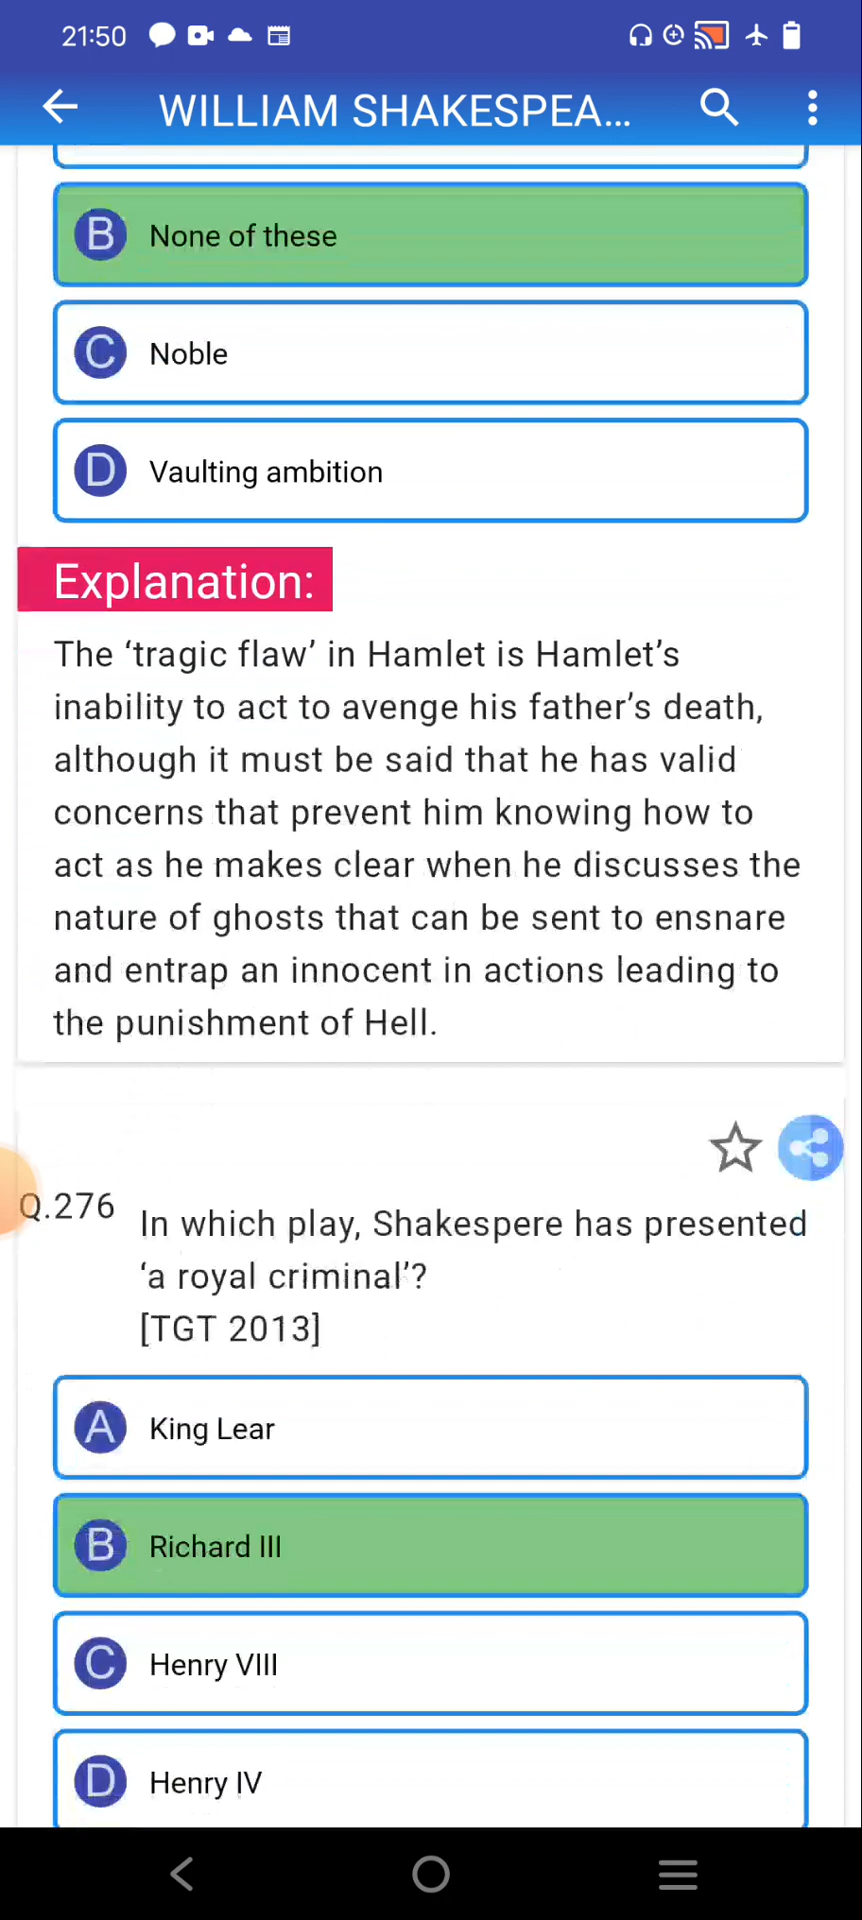 21:50
WILLIAM SHAKESPEA...
B None of these
C Noble
D Vaulting ambition
Explanation:
The ‘tragic flaw’ in Hamlet is Hamlet’s
inability to act to avenge his father’s death,
although it must be said that he has valid
concerns that prevent him knowing how to
act as he makes clear when he discusses the
nature of ghosts that can be sent to ensnare
and entrap an innocent in actions leading to
the punishment of Hell.
Q.276
In which play, Shakespere has presented
‘a royal criminal’?
[TGT 2013]
A King Lear
B Richard III
C Henry VIII
D Henry IV